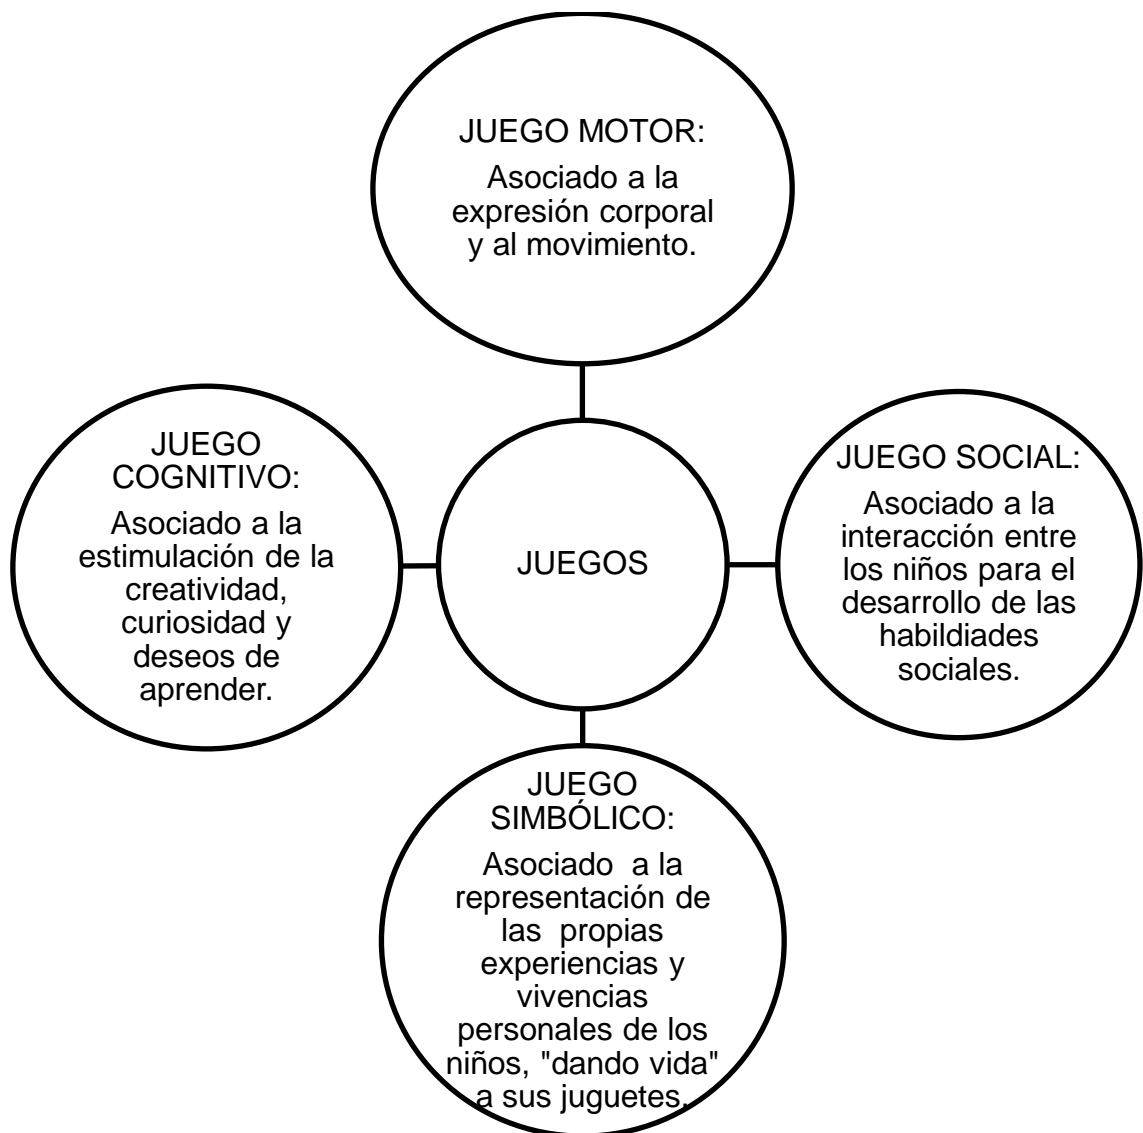 JUEGO MOTOR:
Asociado a la
expresión corporal
y al movimiento.
JUEGO
COGNITIVO:
Asociado a la
estimulación de la
creatividad,
curiosidad y
deseos de
aprender.
JUEGOS
JUEGO SOCIAL:
Asociado a la
interacción entre
los niños para el
desarrollo de las
habildiades
sociales.
JUEGO
SIMBÓLICO:
Asociado  a la
representación de
las  propias
experiencias y
vivencias
personales de los
niños, "dando vida"
a sus juguetes.